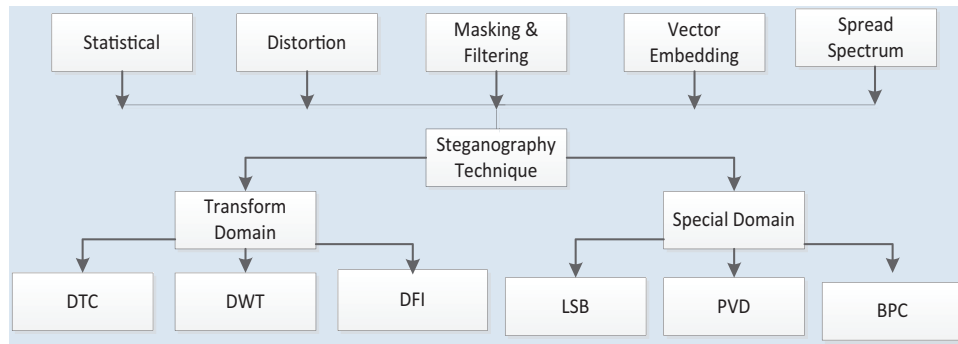 Statistical
Distortion
Masking &
Filtering
Vector
Embedding
Spread
Spectrum
Steganography
Technique
Transform
Domain
Special Domain
DTC
DWT
DFI
LSB
PVD
BPC